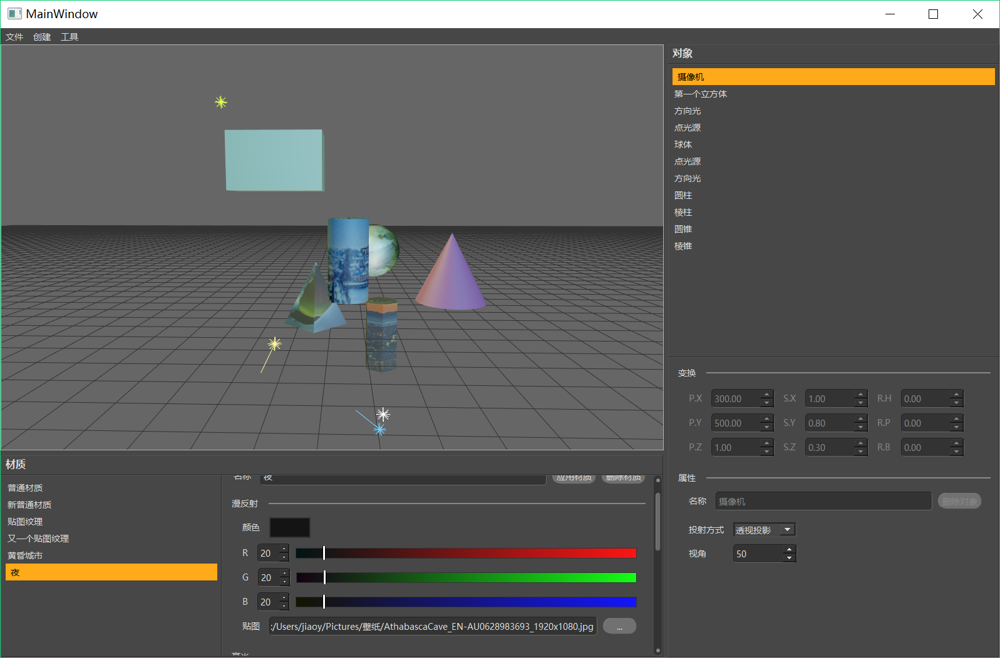 MainWindow
文件 创建 工具
对象
摄像机
第一个立方体
方向光
点光源
球体
点光源
方向光
圆柱
棱柱
圆锥
棱锥
变换
P.X 300.00 S.X 1.00 R.H 0.00
P.Y 500.00 S.Y 0.80 R.P 0.00
P.Z 1.00 S.Z 0.30 R.B 0.00
属性
名称 摄像机 删除对象
投射方式 透视投影
视角 50
材质
普通材质
新普通材质
贴图纹理
又一个贴图纹理
黄昏城市
夜
名称 夜 应用材质 删除材质
漫反射
颜色
R 20
G 20
B 20
贴图 :/Users/jiaoy/Pictures/壁纸/AthabascaCave_EN-AU0628983693_1920x1080.jpg ...